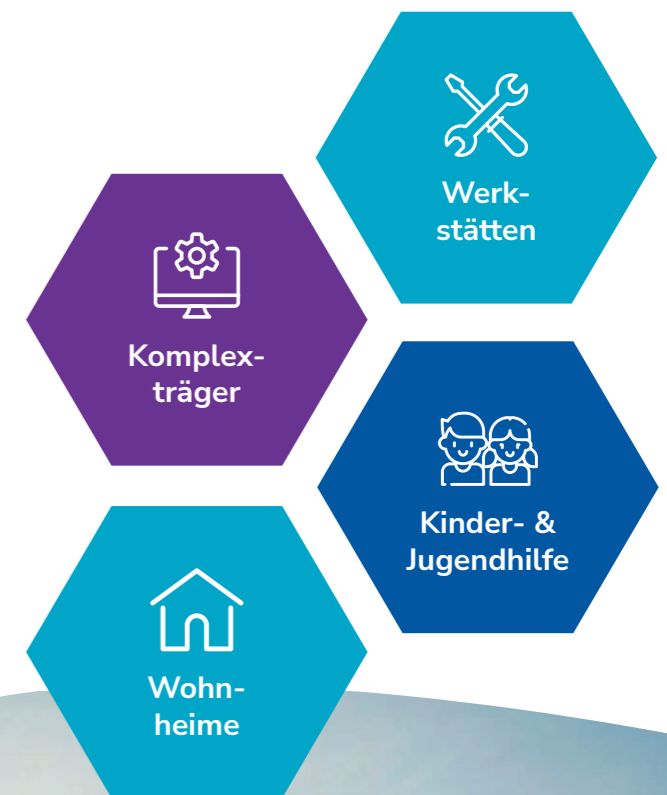 Werk-
stätten
Komplex-
träger
Kinder- &
Jugendhilfe
Wohn-
heime